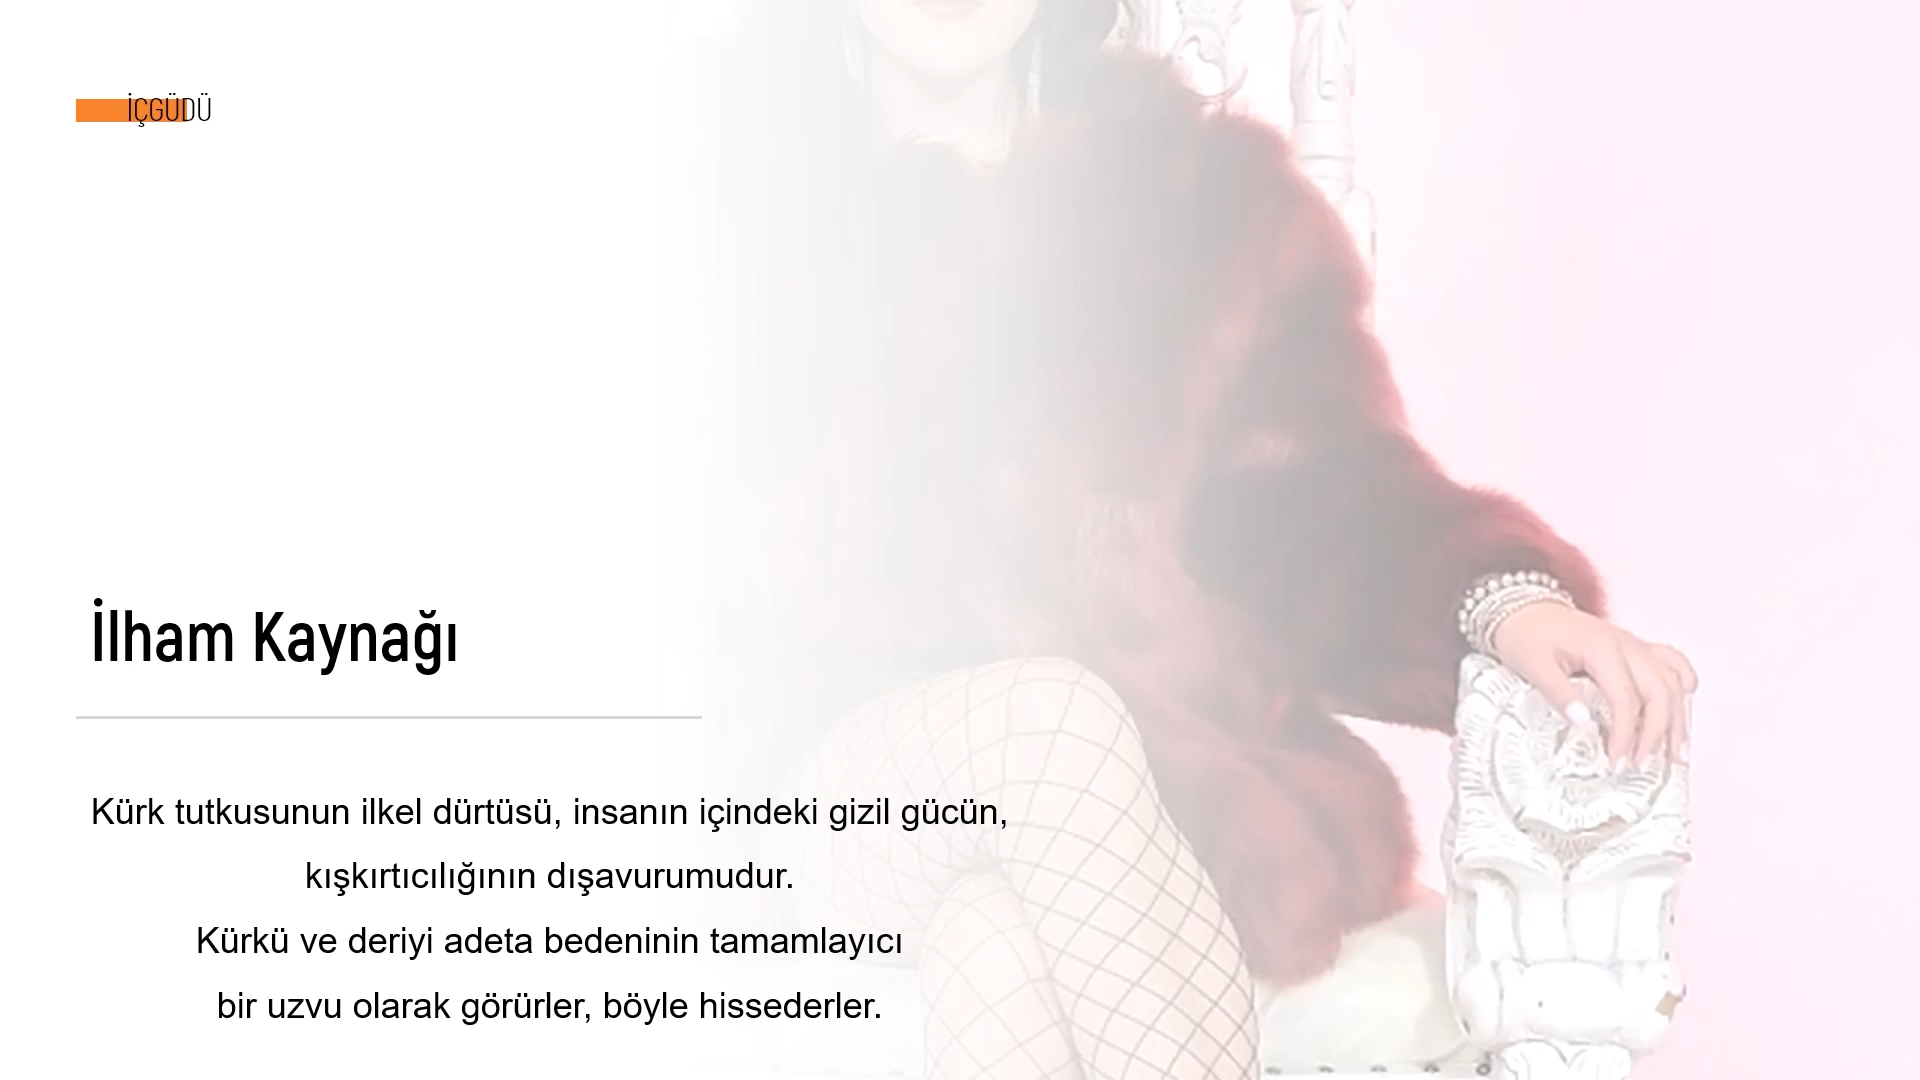 İÇGÜDÜ
İlham Kaynağı
Kürk tutkusunun ilkel dürtüsü, insanın içindeki gizil gücün,
kışkırtıcılığının dışavurumudur.
Kürkü ve deriyi adeta bedeninin tamamlayıcı
bir uzvu olarak görürler, böyle hissederler.